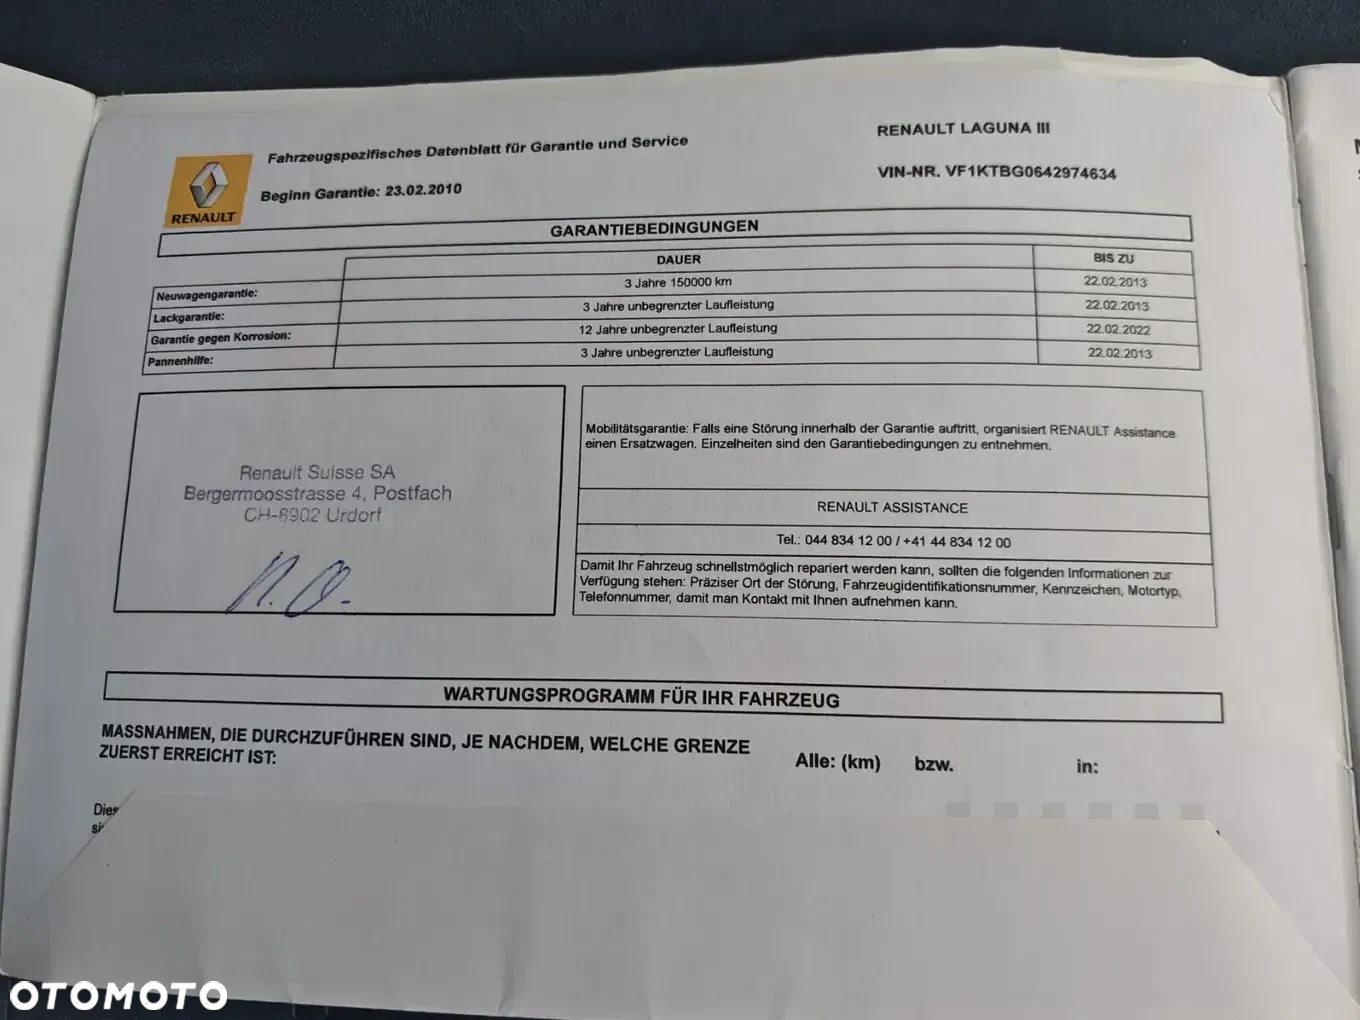 RENAULT
Fahrzeugspezifisches Datenblatt für Garantie und Service
Beginn Garantie: 23.02.2010
RENAULT LAGUNA III
VIN-NR. VF1KTBG0642974634
GARANTIEBEDINGUNGEN
DAUER BIS ZU
Neuwagengarantie: 3 Jahre 150000 km 22.02.2013
Lackgarantie: 3 Jahre unbegrenzter Laufleistung 22.02.2013
Garantie gegen Korrosion: 12 Jahre unbegrenzter Laufleistung 22.02.2022
Pannenhilfe: 3 Jahre unbegrenzter Laufleistung 22.02.2013
Renault Suisse SA
Bergermoosstrasse 4, Postfach
CH-8902 Urdorf
Mobilitätsgarantie: Falls eine Störung innerhalb der Garantie auftritt, organisiert RENAULT Assistance
einen Ersatzwagen. Einzelheiten sind den Garantiebedingungen zu entnehmen.
RENAULT ASSISTANCE
Tel.: 044 834 12 00 / +41 44 834 12 00
Damit Ihr Fahrzeug schnellstmöglich repariert werden kann, sollten die folgenden Informationen zur
Verfügung stehen: Präziser Ort der Störung, Fahrzeugidentifikationsnummer, Kennzeichen, Motortyp,
Telefonnummer, damit man Kontakt mit Ihnen aufnehmen kann.
WARTUNGSPROGRAMM FÜR IHR FAHRZEUG
MASSNAHMEN, DIE DURCHZUFÜHREN SIND, JE NACHDEM, WELCHE GRENZE
ZUERST ERREICHT IST:
Alle: (km) bzw. in:
Dies
OTOMOTO